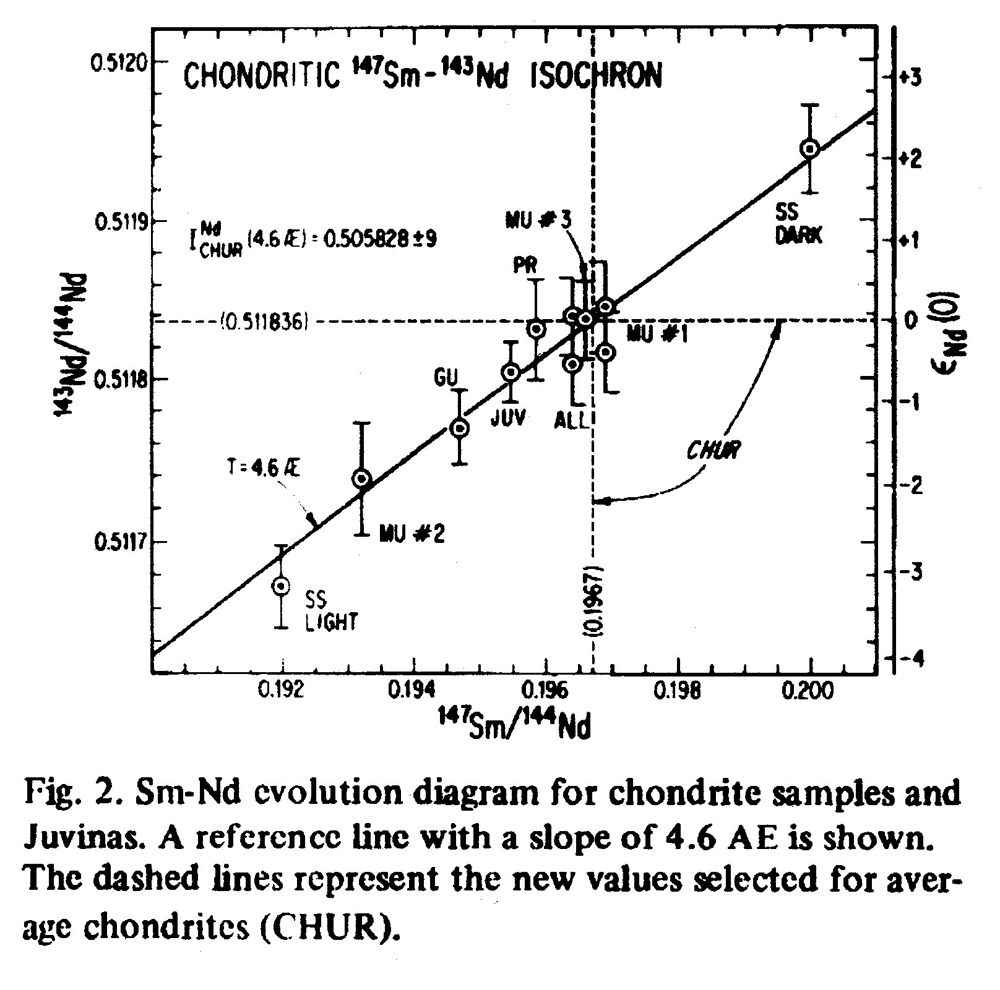 CHONDRITIC ¹⁴⁷Sm-¹⁴³Nd ISOCHRON
0.5120
0.5119
0.5118
0.5117
¹⁴³Nd/¹⁴⁴Nd
I Nd CHUR (4.6 Æ) = 0.505828 ± 9
(0.511836)
T = 4.6 Æ
SS
LIGHT
MU #2
GU
JUV
PR
ALL
MU #3
MU #1
SS
DARK
CHUR
(0.1967)
+3
+2
+1
0
-1
-2
-3
-4
ϵNd (0)
0.192
0.194
0.196
0.198
0.200
¹⁴⁷Sm/¹⁴⁴Nd
Fig. 2. Sm-Nd evolution diagram for chondrite samples and
Juvinas. A reference line with a slope of 4.6 AE is shown.
The dashed lines represent the new values selected for aver-
age chondrites (CHUR).